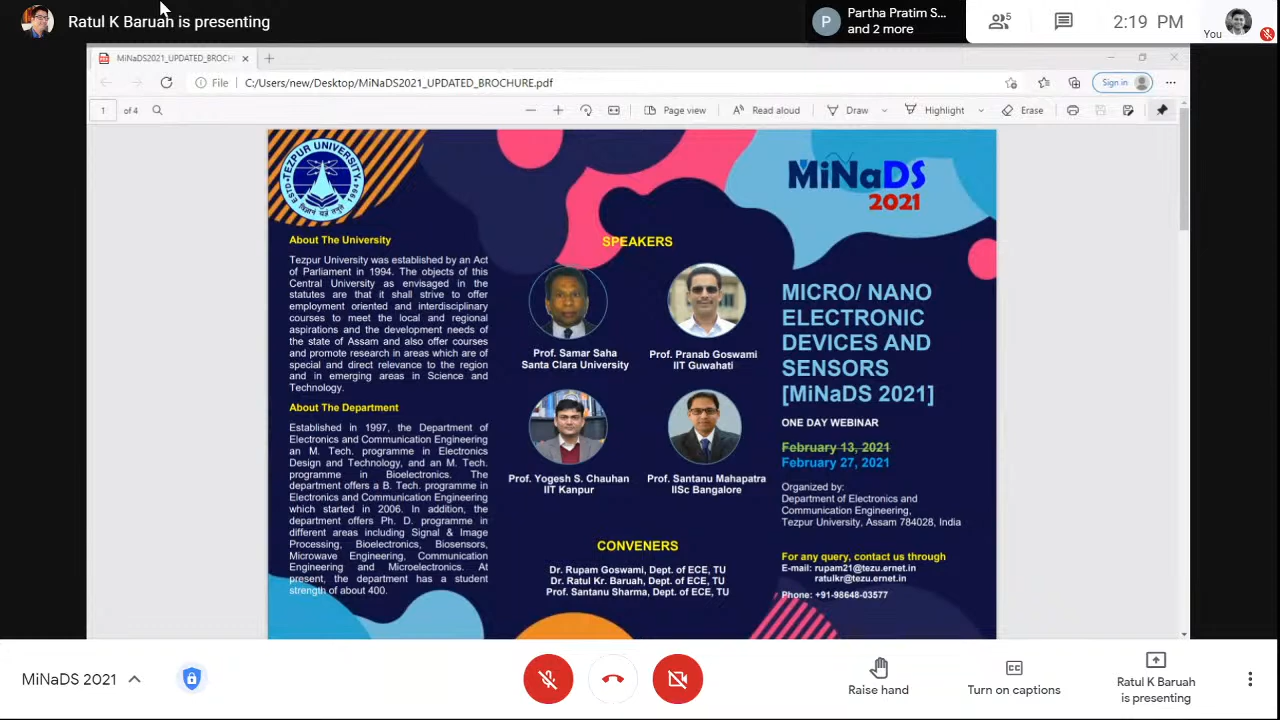 Ratul K Baruah is presenting
P
Partha Pratim S...
and 2 more
5
2:19 PM
You
MiNaDS2021_UPDATED_BROCHU
File
C:/Users/new/Desktop/MiNaDS2021_UPDATED_BROCHURE.pdf
Sign in
1
of 4
Page view
Read aloud
Draw
Highlight
Erase
TEZPUR UNIVERSITY
ESTD. 1994
MiNaDS
2021
About The University
Tezpur University was established by an Act
of Parliament in 1994. The objects of this
Central University as envisaged in the
statutes are that it shall strive to offer
employment oriented and interdisciplinary
courses to meet the local and regional
aspirations and the development needs of
the state of Assam and also offer courses
and promote research in areas which are of
special and direct relevance to the region
and in emerging areas in Science and
Technology.
About The Department
Established in 1997, the Department of
Electronics and Communication Engineering
an M. Tech. programme in Electronics
Design and Technology, and an M. Tech.
programme in Bioelectronics. The
department offers a B. Tech. programme in
Electronics and Communication Engineering
which started in 2006. In addition, the
department offers Ph. D. programme in
different areas including Signal & Image
Processing, Bioelectronics, Biosensors,
Microwave Engineering, Communication
Engineering and Microelectronics. At
present, the department has a student
strength of about 400.
SPEAKERS
Prof. Samar Saha
Santa Clara University
Prof. Pranab Goswami
IIT Guwahati
Prof. Yogesh S. Chauhan
IIT Kanpur
Prof. Santanu Mahapatra
IISc Bangalore
CONVENERS
Dr. Rupam Goswami, Dept. of ECE, TU
Dr. Ratul Kr. Baruah, Dept. of ECE, TU
Prof. Santanu Sharma, Dept. of ECE, TU
MICRO/ NANO
ELECTRONIC
DEVICES AND
SENSORS
[MiNaDS 2021]
ONE DAY WEBINAR
February 13, 2021
February 27, 2021
Organized by:
Department of Electronics and
Communication Engineering,
Tezpur University, Assam 784028, India
For any query, contact us through
E-mail: rupam21@tezu.ernet.in
ratulkr@tezu.ernet.in
Phone: +91-98648-03577
MiNaDS 2021
Raise hand
CC
Turn on captions
Ratul K Baruah
is presenting